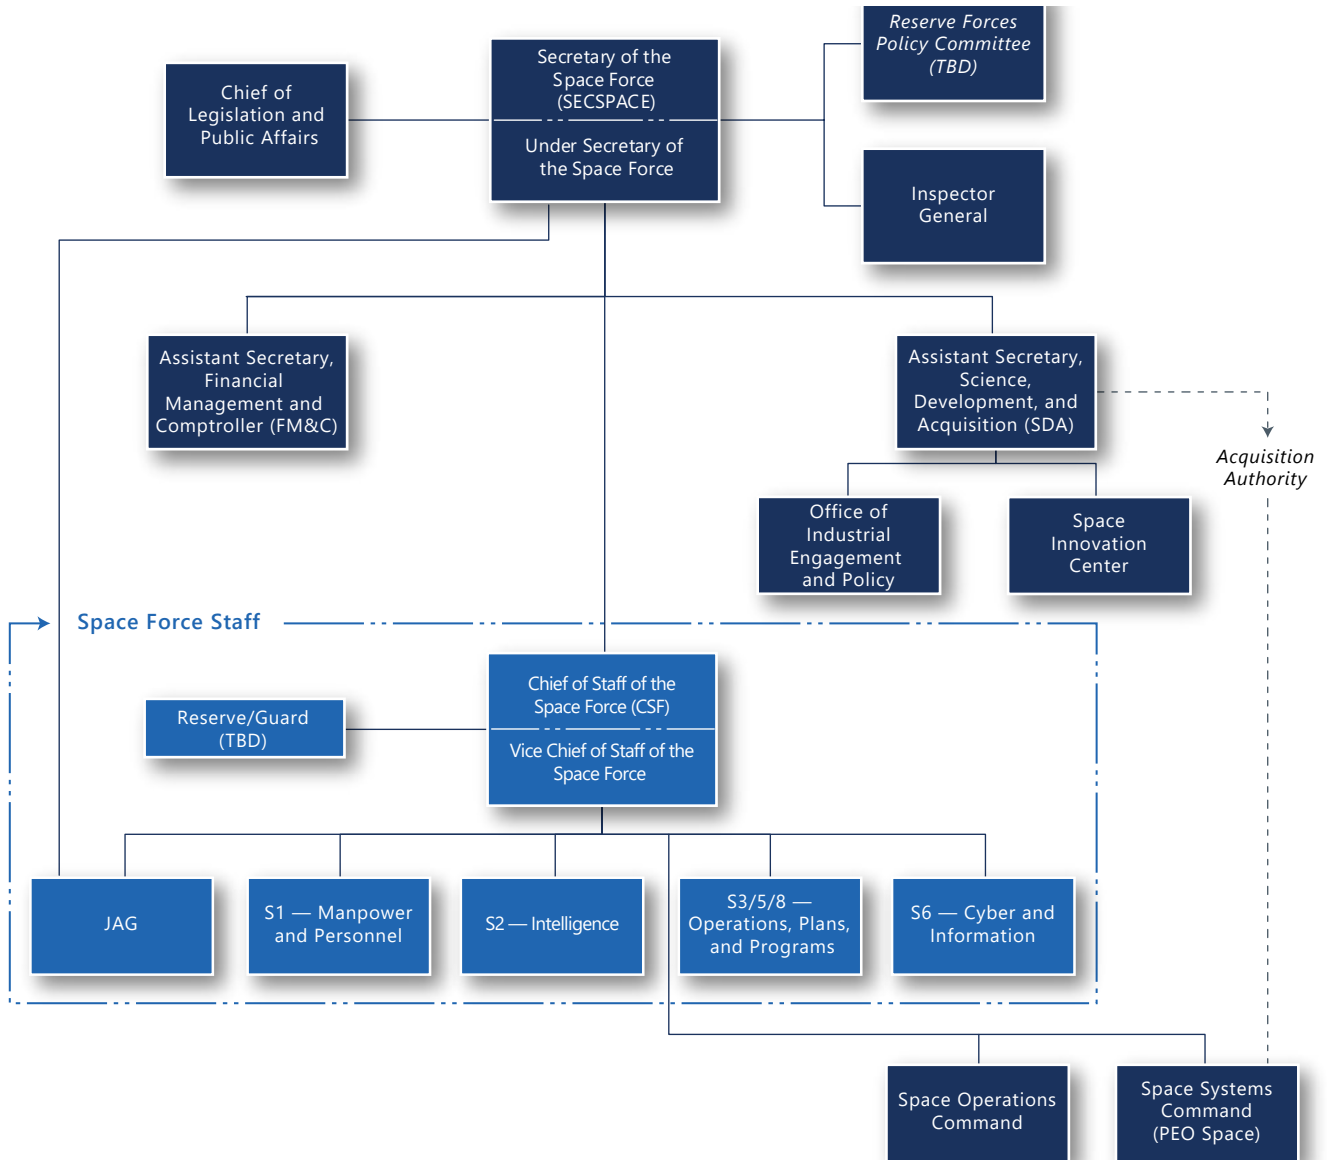 Reserve Forces
Policy Committee
(TBD)
Secretary of the
Space Force
(SECSPACE)
Under Secretary of
the Space Force
Chief of
Legislation and
Public Affairs
Inspector
General
Assistant Secretary,
Financial
Management and
Comptroller (FM&C)
Assistant Secretary,
Science,
Development, and
Acquisition (SDA)
Acquisition
Authority
Office of
Industrial
Engagement
and Policy
Space
Innovation
Center
Space Force Staff
Chief of Staff of the
Space Force (CSF)
Vice Chief of Staff of the
Space Force
Reserve/Guard
(TBD)
JAG
S1 — Manpower
and Personnel
S2 — Intelligence
S3/5/8 —
Operations, Plans,
and Programs
S6 — Cyber and
Information
Space Operations
Command
Space Systems
Command
(PEO Space)